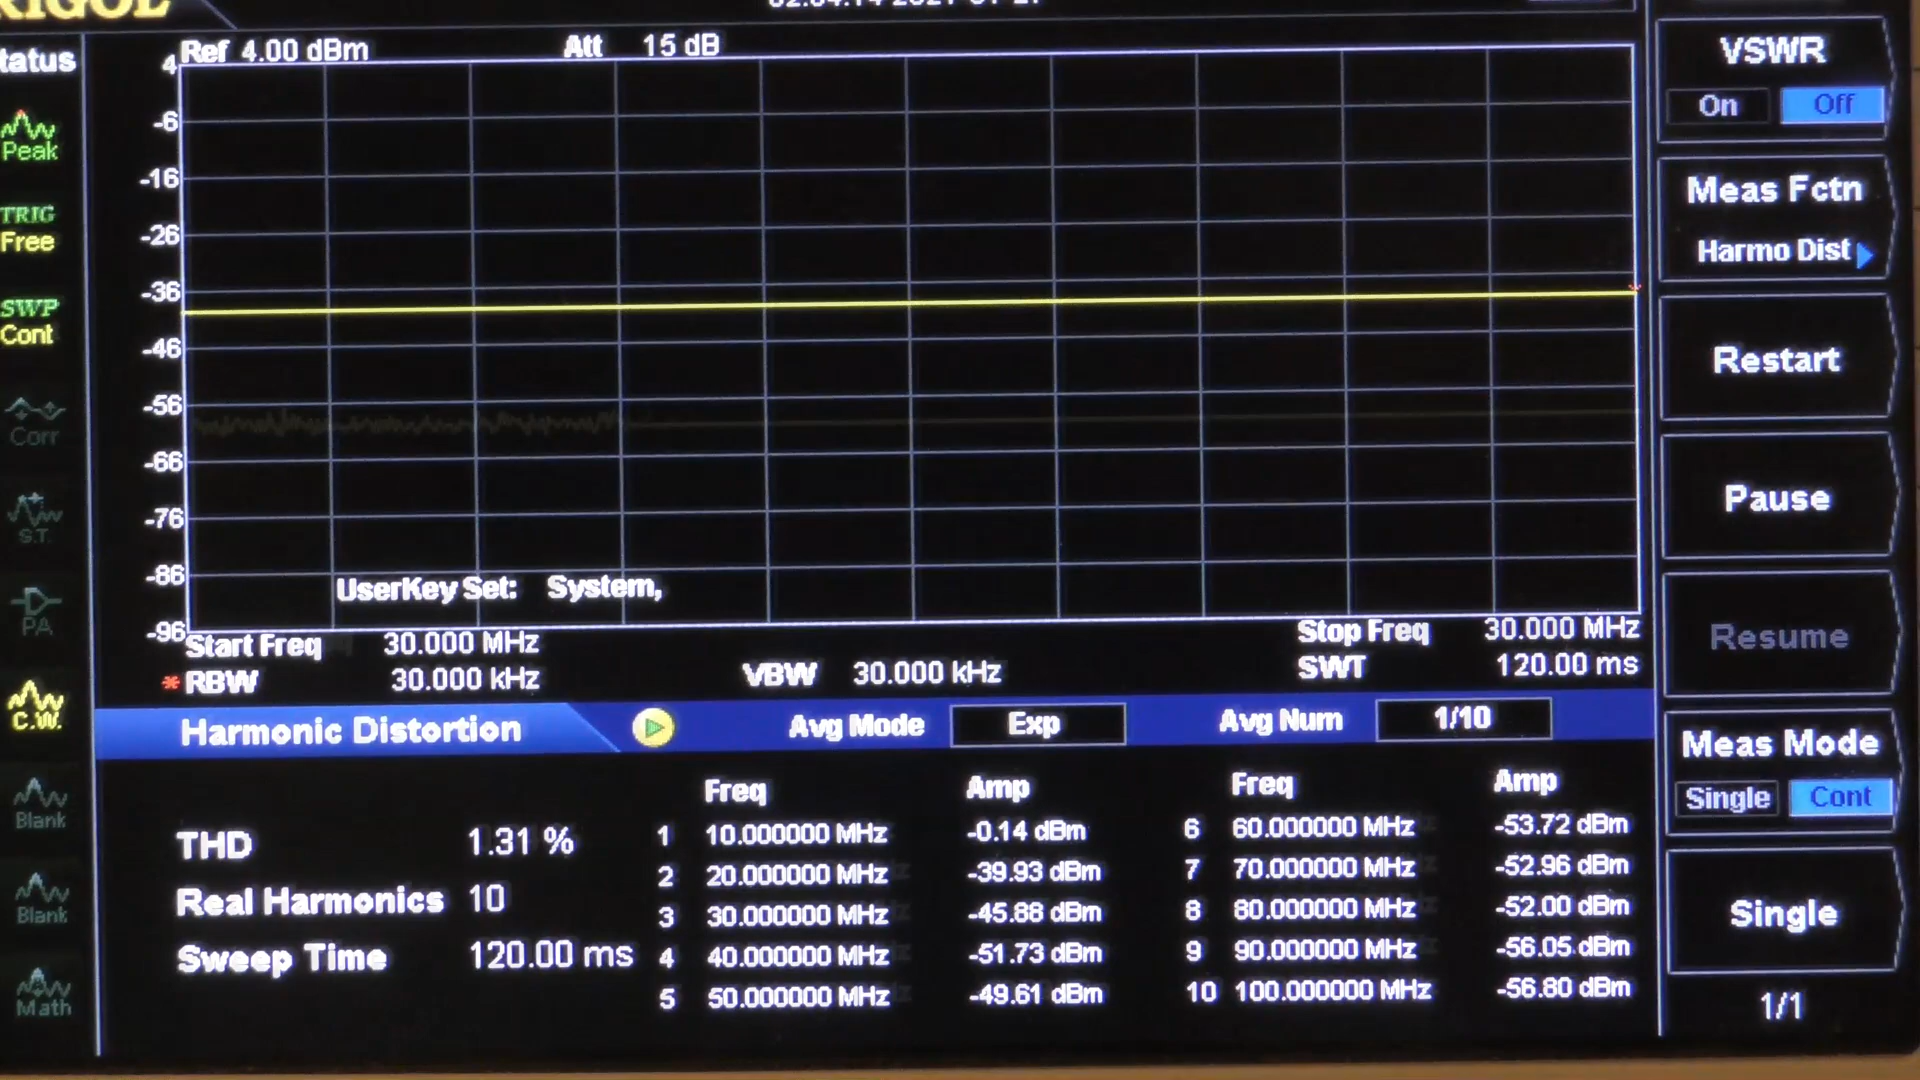 RIGOL
Status
Ref 4.00 dBm Att 15 dB
4
-6
-16
-26
-36
-46
-56
-66
-76
-86
-96
Peak
TRIG
Free
SWP
Cont
Corr
S.T.
PA
C.W.
Blank
Blank
Math
UserKey Set: System,
Start Freq 30.000 MHz Stop Freq 30.000 MHz
*RBW 30.000 kHz VBW 30.000 kHz SWT 120.00 ms
Harmonic Distortion Avg Mode Exp Avg Num 1/10
THD 1.31 %
Real Harmonics 10
Sweep Time 120.00 ms
Freq Amp Freq Amp
1 10.000000 MHz -0.14 dBm 6 60.000000 MHz -53.72 dBm
2 20.000000 MHz -39.93 dBm 7 70.000000 MHz -52.96 dBm
3 30.000000 MHz -45.88 dBm 8 80.000000 MHz -52.00 dBm
4 40.000000 MHz -51.73 dBm 9 90.000000 MHz -56.05 dBm
5 50.000000 MHz -49.61 dBm 10 100.000000 MHz -56.80 dBm
VSWR
On Off
Meas Fctn
Harmo Dist
Restart
Pause
Resume
Meas Mode
Single Cont
Single
1/1